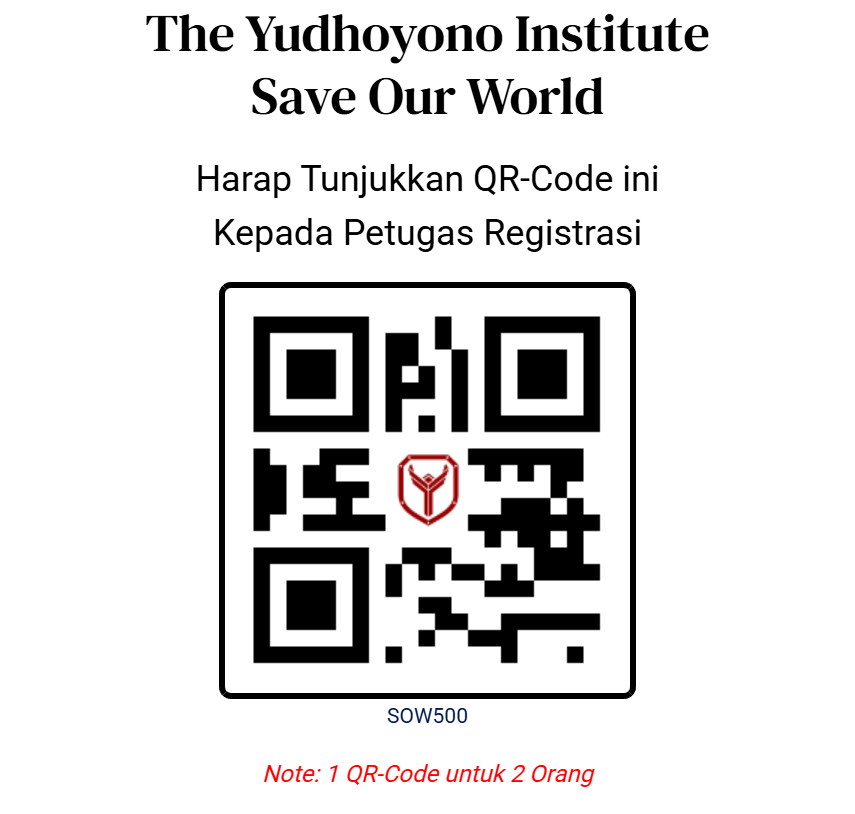 The Yudhoyono Institute
Save Our World
Harap Tunjukkan QR-Code ini
Kepada Petugas Registrasi
SOW500
Note: 1 QR-Code untuk 2 Orang